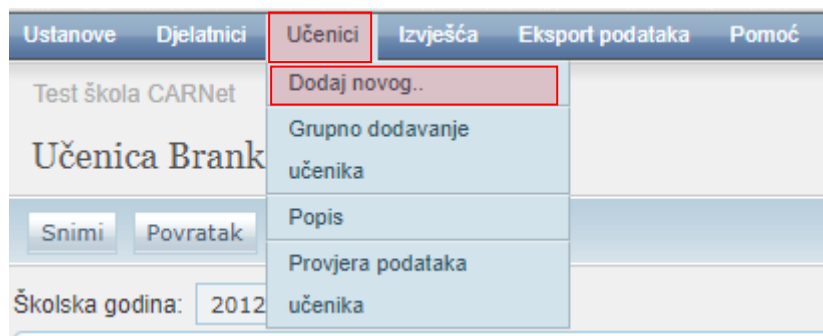 Ustanove Djelatnici Učenici Izvješća Eksport podataka Pomoć
Test škola CARNet
Dodaj novog..
Učenica Brank
Grupno dodavanje
učenika
Snimi Povratak
Popis
Provjera podataka
učenika
Školska godina: 2012